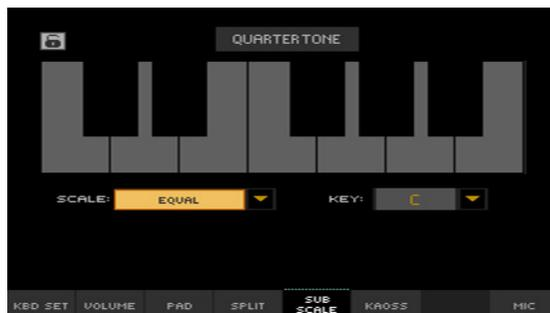 QUARTERTONE
SCALE: EQUAL KEY: C
KBD SET VOLUME PAD SPLIT SUB SCALE KAOSS MIC